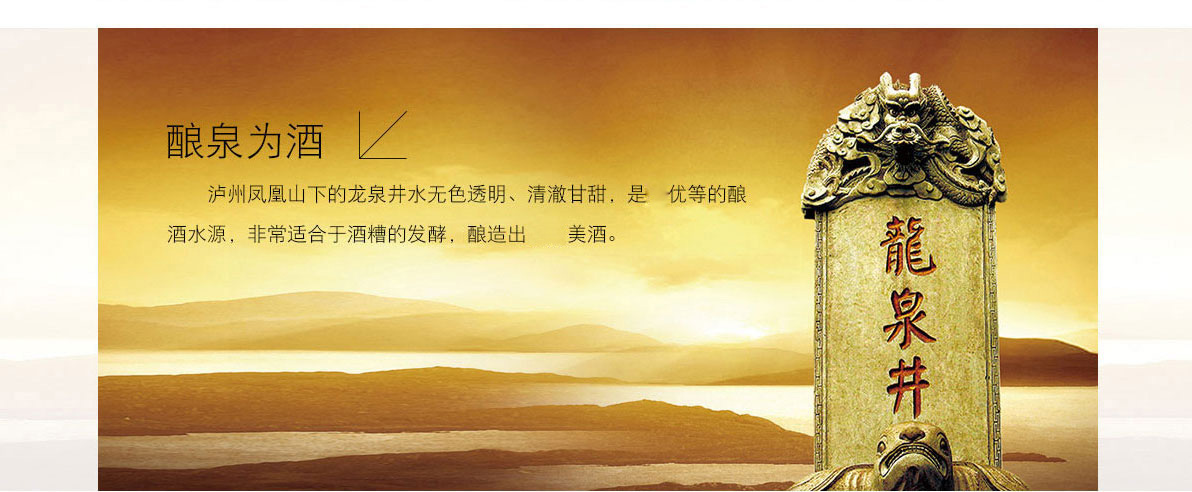 酿泉为酒
泸州凤凰山下的龙泉井水无色透明、清澈甘甜，是 优等的酿
酒水源，非常适合于酒糟的发酵，酿造出 美酒。
龍
泉
井